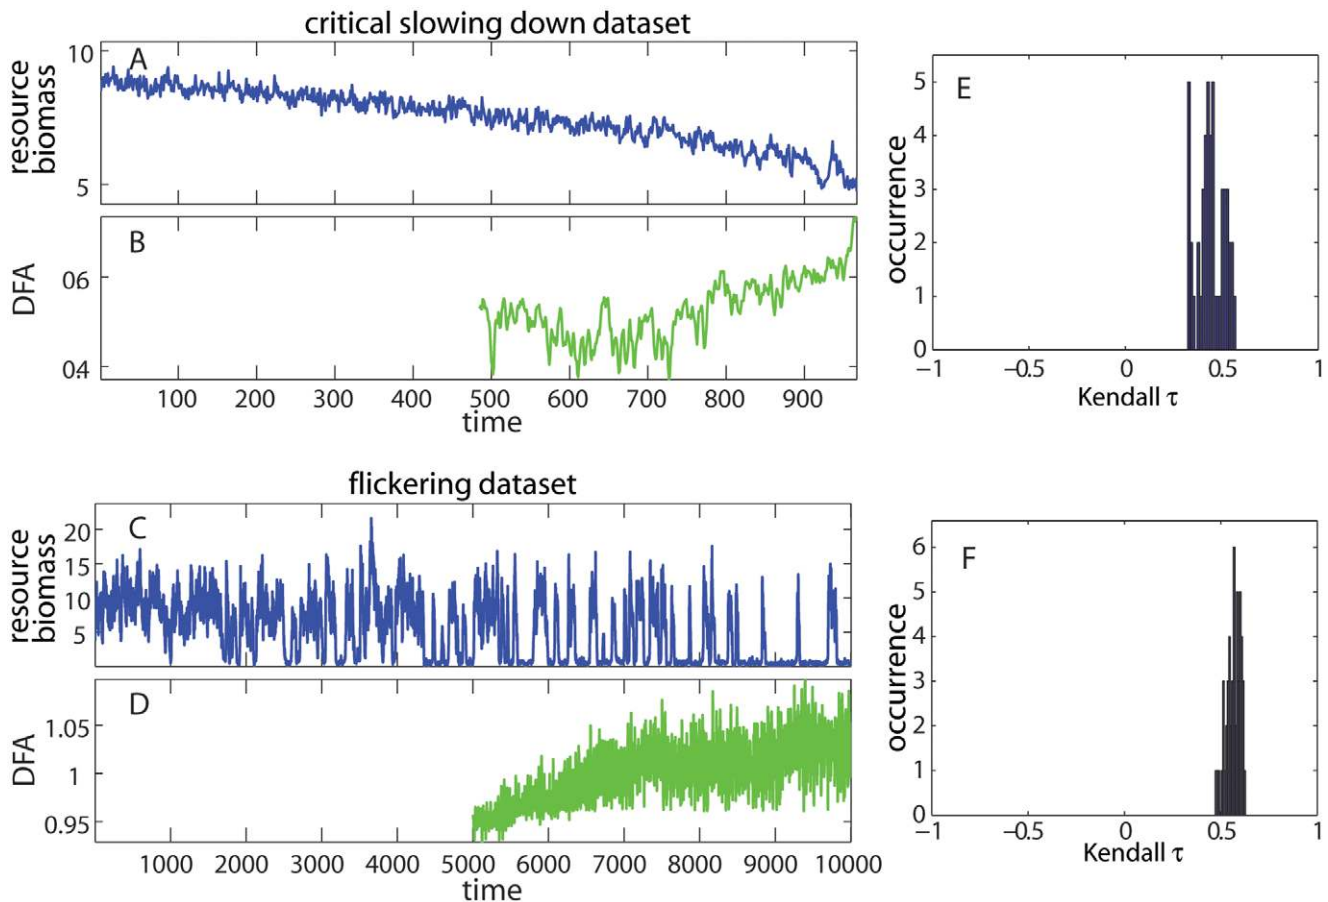 critical slowing down dataset
A
10
5
resource
biomass
B
06
04
DFA
100 200 300 400 500 600 700 800 900
time
E
5
4
3
2
1
0
occurrence
−1 −0.5 0 0.5 1
Kendall τ
flickering dataset
C
20
15
10
5
resource
biomass
D
1.05
1
0.95
DFA
1000 2000 3000 4000 5000 6000 7000 8000 9000 10000
time
F
6
5
4
3
2
1
0
occurrence
−1 −0.5 0 0.5 1
Kendall τ